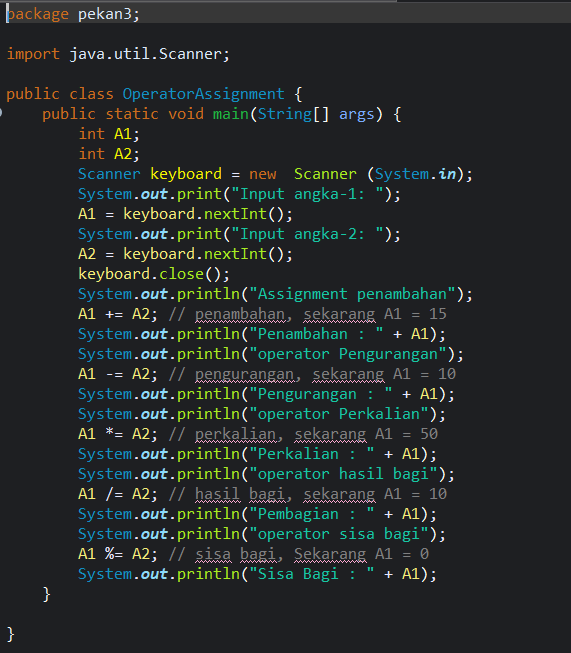 package pekan3;
import java.util.Scanner;
public class OperatorAssignment {
public static void main(String[] args) {
int A1;
int A2;
Scanner keyboard = new  Scanner (System.in);
System.out.print("Input angka-1: ");
A1 = keyboard.nextInt();
System.out.print("Input angka-2: ");
A2 = keyboard.nextInt();
keyboard.close();
System.out.println("Assignment penambahan");
A1 += A2; // penambahan, sekarang A1 = 15
System.out.println("Penambahan : " + A1);
System.out.println("operator Pengurangan");
A1 -= A2; // pengurangan, sekarang A1 = 10
System.out.println("Pengurangan : " + A1);
System.out.println("operator Perkalian");
A1 *= A2; // perkalian, sekarang A1 = 50
System.out.println("Perkalian : " + A1);
System.out.println("operator hasil bagi");
A1 /= A2; // hasil bagi, sekarang A1 = 10
System.out.println("Pembagian : " + A1);
System.out.println("operator sisa bagi");
A1 %= A2; // sisa bagi, Sekarang A1 = 0
System.out.println("Sisa Bagi : " + A1);
}
}